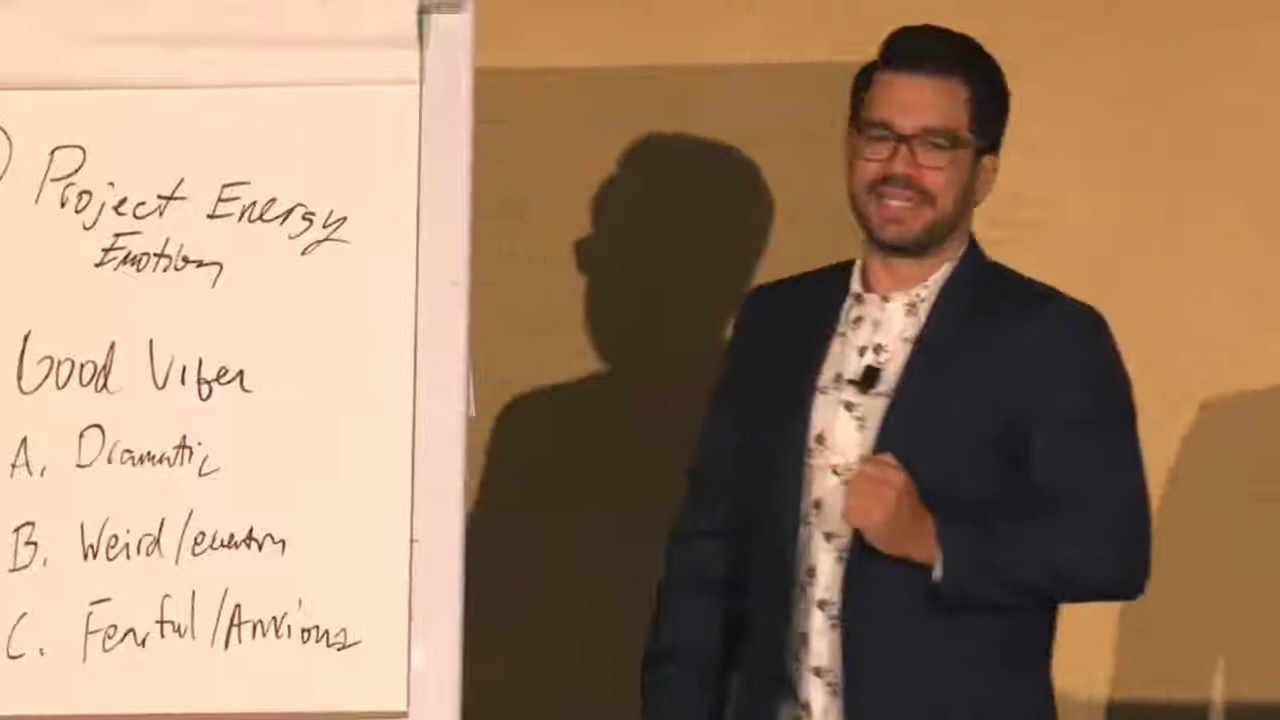 Project Energy
Emotion
Good Vibes
A. Dramatic
B. Weird/
C. Fearful/Anxious